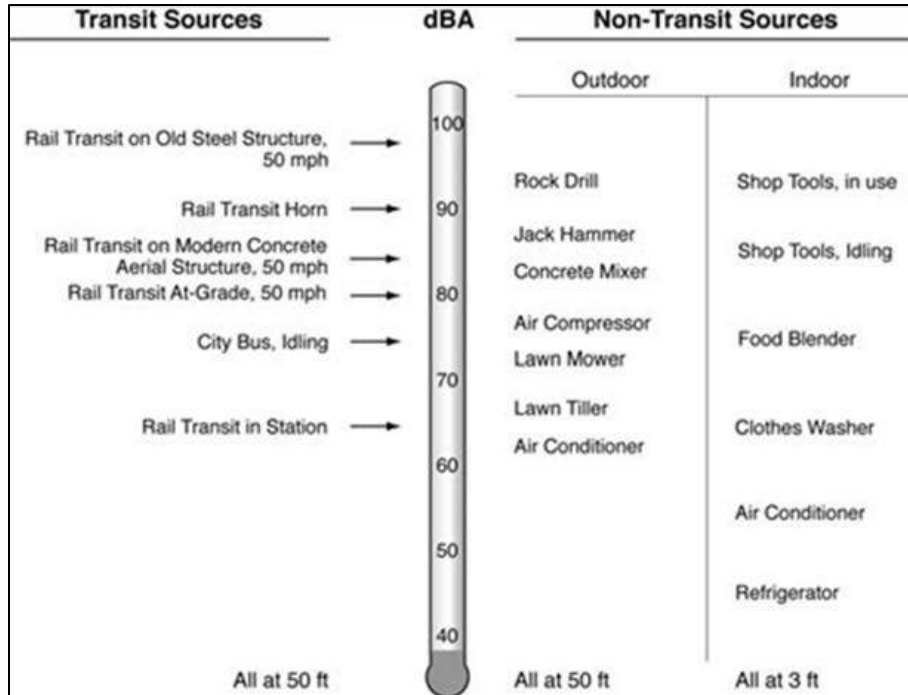 Transit Sources
dBA
Non-Transit Sources
Outdoor
Indoor
Rail Transit on Old Steel Structure,
50 mph
Rail Transit Horn
Rail Transit on Modern Concrete
Aerial Structure, 50 mph
Rail Transit At-Grade, 50 mph
City Bus, Idling
Rail Transit in Station
All at 50 ft
100
90
80
70
60
50
40
Rock Drill
Jack Hammer
Concrete Mixer
Air Compressor
Lawn Mower
Lawn Tiller
Air Conditioner
All at 50 ft
Shop Tools, in use
Shop Tools, Idling
Food Blender
Clothes Washer
Air Conditioner
Refrigerator
All at 3 ft